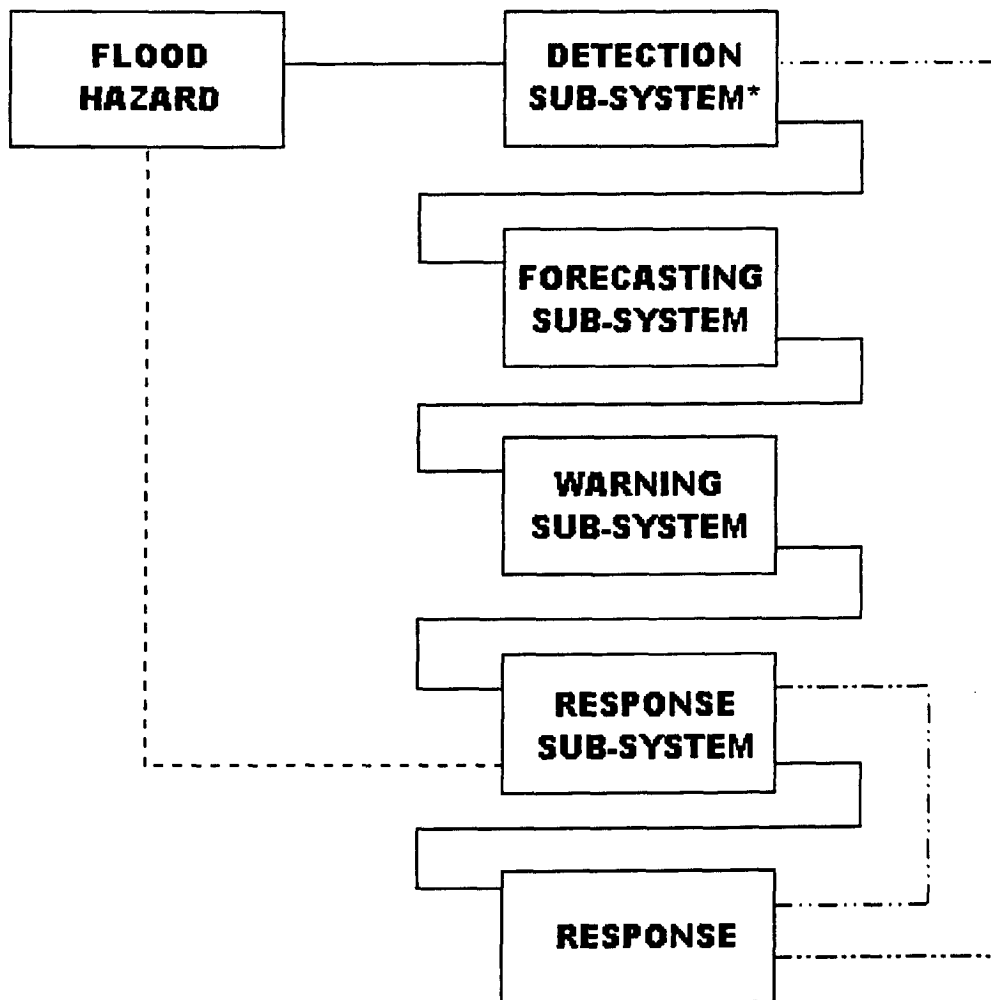 FLOOD
HAZARD
DETECTION
SUB-SYSTEM*
FORECASTING
SUB-SYSTEM
WARNING
SUB-SYSTEM
RESPONSE
SUB-SYSTEM
RESPONSE